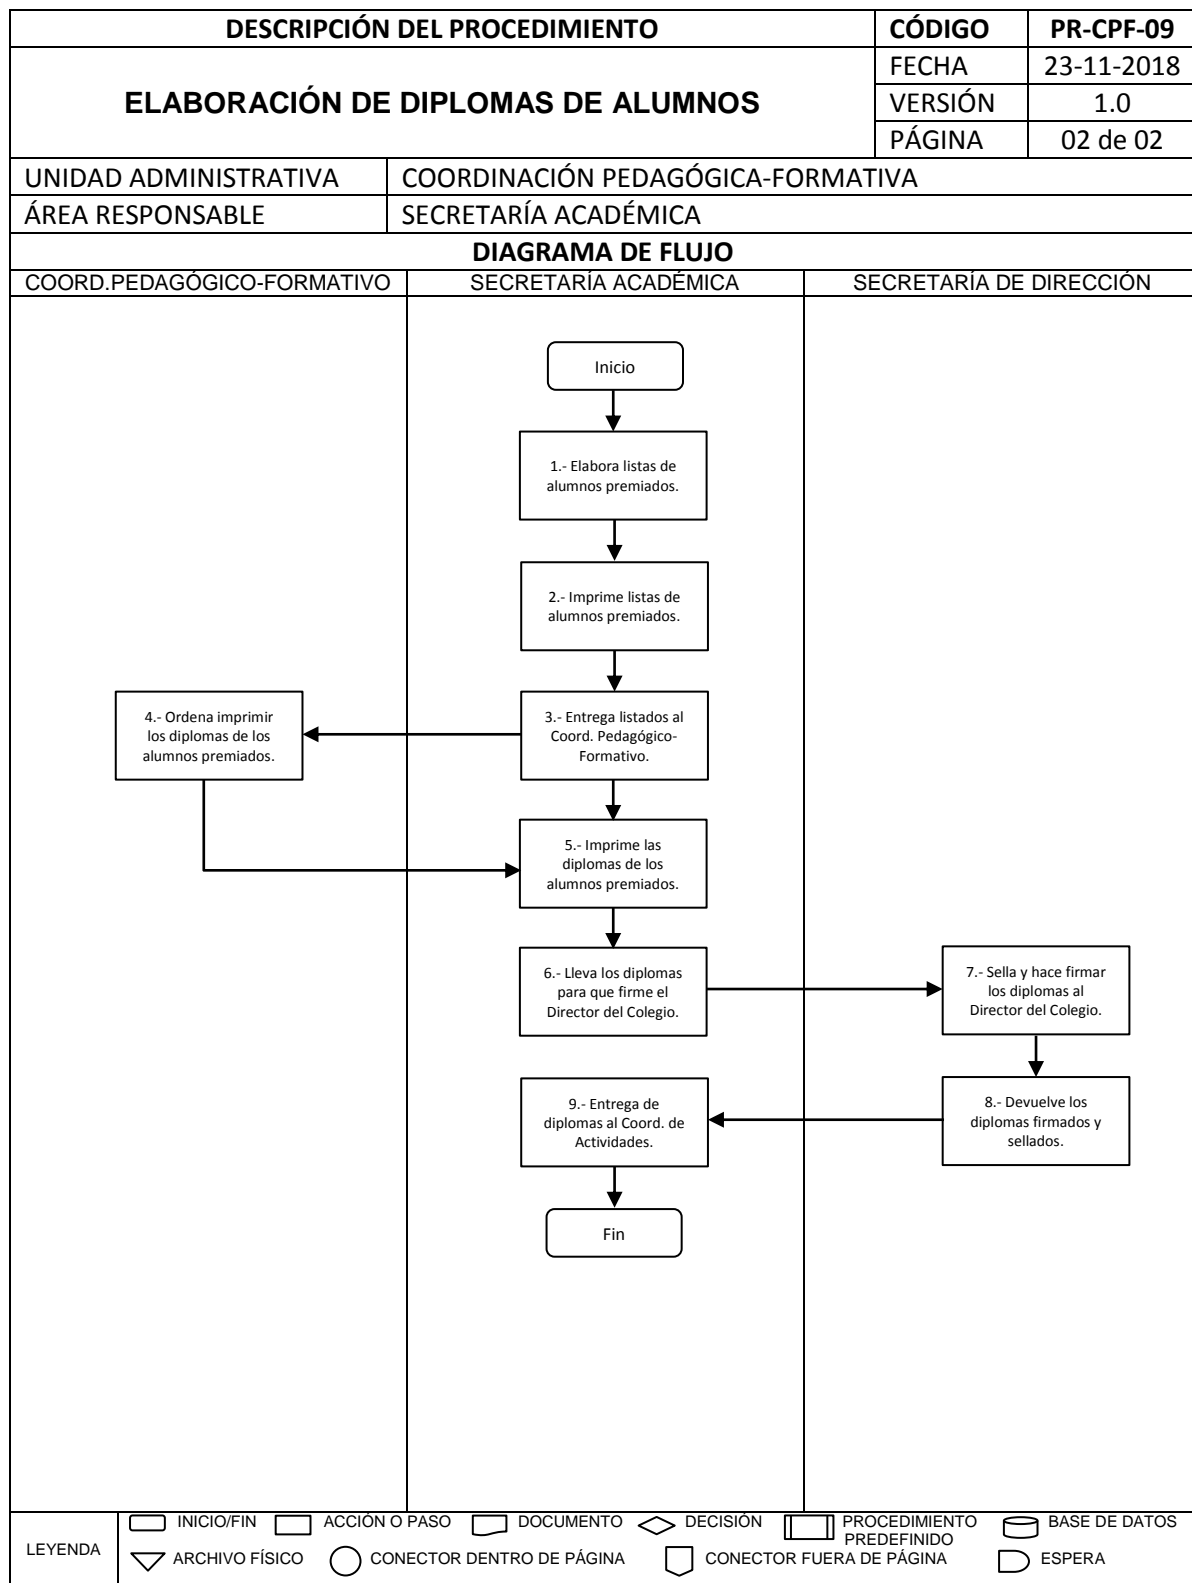 DESCRIPCIÓN DEL PROCEDIMIENTO
CÓDIGO
PR-CPF-09
ELABORACIÓN DE DIPLOMAS DE ALUMNOS
FECHA
23-11-2018
VERSIÓN
1.0
PÁGINA
02 de 02
UNIDAD ADMINISTRATIVA
COORDINACIÓN PEDAGÓGICA-FORMATIVA
ÁREA RESPONSABLE
SECRETARÍA ACADÉMICA
DIAGRAMA DE FLUJO
COORD.PEDAGÓGICO-FORMATIVO
SECRETARÍA ACADÉMICA
SECRETARÍA DE DIRECCIÓN
Inicio
1.- Elabora listas de
alumnos premiados.
2.- Imprime listas de
alumnos premiados.
3.- Entrega listados al
Coord. Pedagógico-
Formativo.
4.- Ordena imprimir
los diplomas de los
alumnos premiados.
5.- Imprime las
diplomas de los
alumnos premiados.
6.- Lleva los diplomas
para que firme el
Director del Colegio.
7.- Sella y hace firmar
los diplomas al
Director del Colegio.
8.- Devuelve los
diplomas firmados y
sellados.
9.- Entrega de
diplomas al Coord. de
Actividades.
Fin
LEYENDA
INICIO/FIN
ACCIÓN O PASO
DOCUMENTO
DECISIÓN
PROCEDIMIENTO
PREDEFINIDO
BASE DE DATOS
ARCHIVO FÍSICO
CONECTOR DENTRO DE PÁGINA
CONECTOR FUERA DE PÁGINA
ESPERA